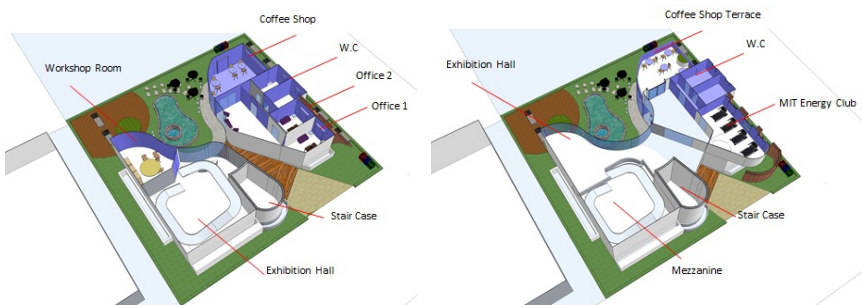 Coffee Shop
W.C
Office 2
Office 1
Workshop Room
Stair Case
Exhibition Hall
Coffee Shop Terrace
W.C
Exhibition Hall
MIT Energy Club
Stair Case
Mezzanine